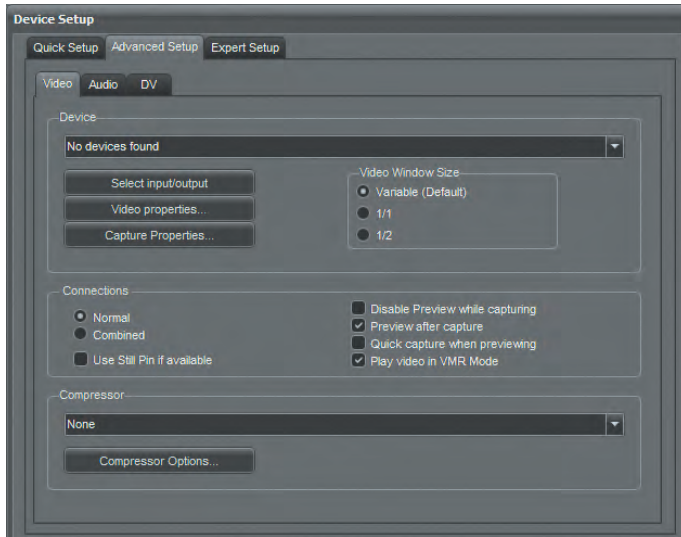 Device Setup
Quick Setup Advanced Setup Expert Setup
Video Audio DV
Device
No devices found
Select input/output
Video properties...
Capture Properties...
Video Window Size
Variable (Default)
1/1
1/2
Connections
Normal
Combined
Use Still Pin if available
Disable Preview while capturing
Preview after capture
Quick capture when previewing
Play video in VMR Mode
Compressor
None
Compressor Options...